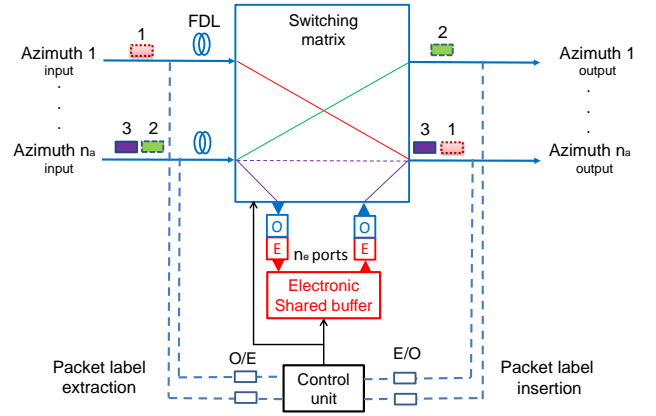 FDL
Switching
matrix
1
2
Azimuth 1
input
Azimuth 1
output
.
.
.
.
.
.
3 2
3 1
Azimuth na
input
Azimuth na
output
O
O
E
E
ne ports
Electronic
Shared buffer
O/E
E/O
Packet label
extraction
Control
unit
Packet label
insertion